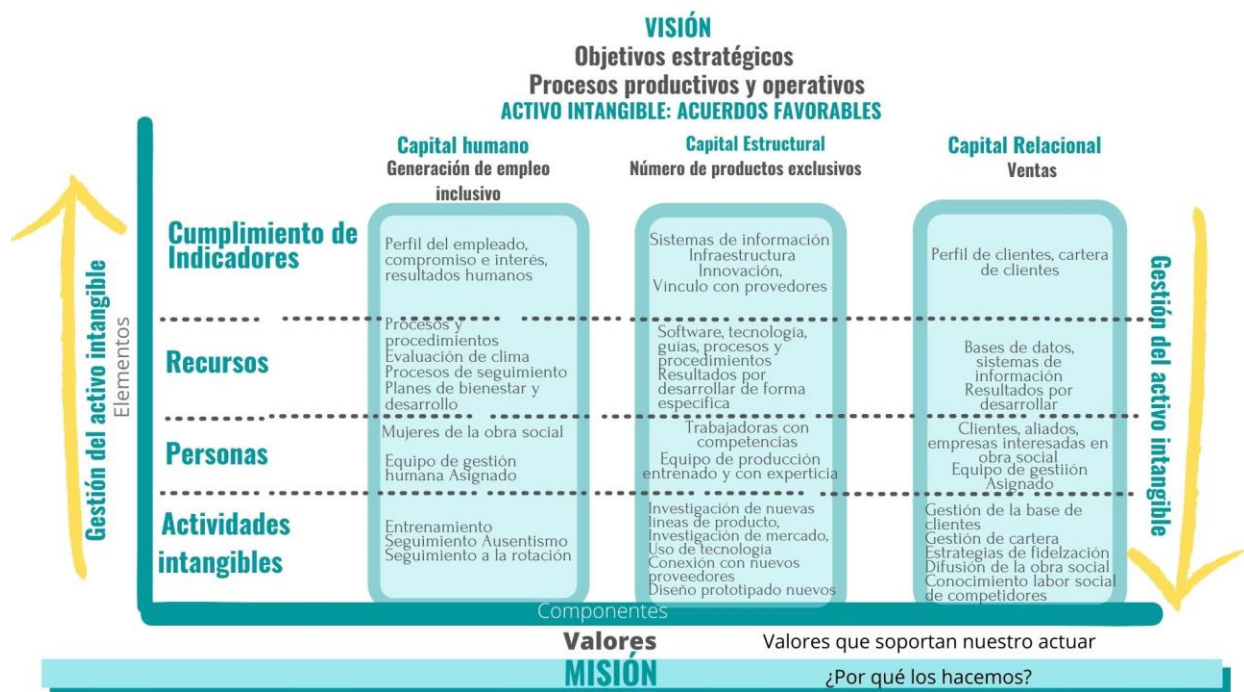 VISIÓN
Objetivos estratégicos
Procesos productivos y operativos
ACTIVO INTANGIBLE: ACUERDOS FAVORABLES
Capital humano
Generación de empleo
inclusivo
Capital Estructural
Número de productos exclusivos
Capital Relacional
Ventas
Gestión del activo intangible
Elementos
Cumplimiento de
Indicadores
Perfil del empleado,
compromiso e interés,
resultados humanos
Sistemas de información
Infraestructura
Innovación,
Vinculo con provedores
Perfil de clientes, cartera
de clientes
Recursos
Procesos y
procedimientos
Evaluación de clima
Procesos de seguimiento
Planes de bienestar y
desarrollo
Software, tecnología,
guías, procesos y
procedimientos
Resultados por
desarrollar de forma
específica
Bases de datos,
sistemas de
información
Resultados por
desarrollar
Personas
Mujeres de la obra social
Equipo de gestión
humana Asignado
Trabajadoras con
competencias
Equipo de producción
entrenado y con experticia
Clientes, aliados,
empresas interesadas en
obra social
Equipo de gestiión
Asignado
Actividades
intangibles
Entrenamiento
Seguimiento Ausentismo
Seguimiento a la rotación
Investigación de nuevas
líneas de producto,
Investigación de mercado,
Uso de tecnología
Conexión con nuevos
proveedores
Diseño prototipado nuevos
Gestión de la base de
clientes
Gestión de cartera
Estrategias de fidelzación
Difusión de la obra social
Conocimiento labor social
de competidores
Gestión del activo intangible
Componentes
Valores
Valores que soportan nuestro actuar
MISIÓN
¿Por qué los hacemos?